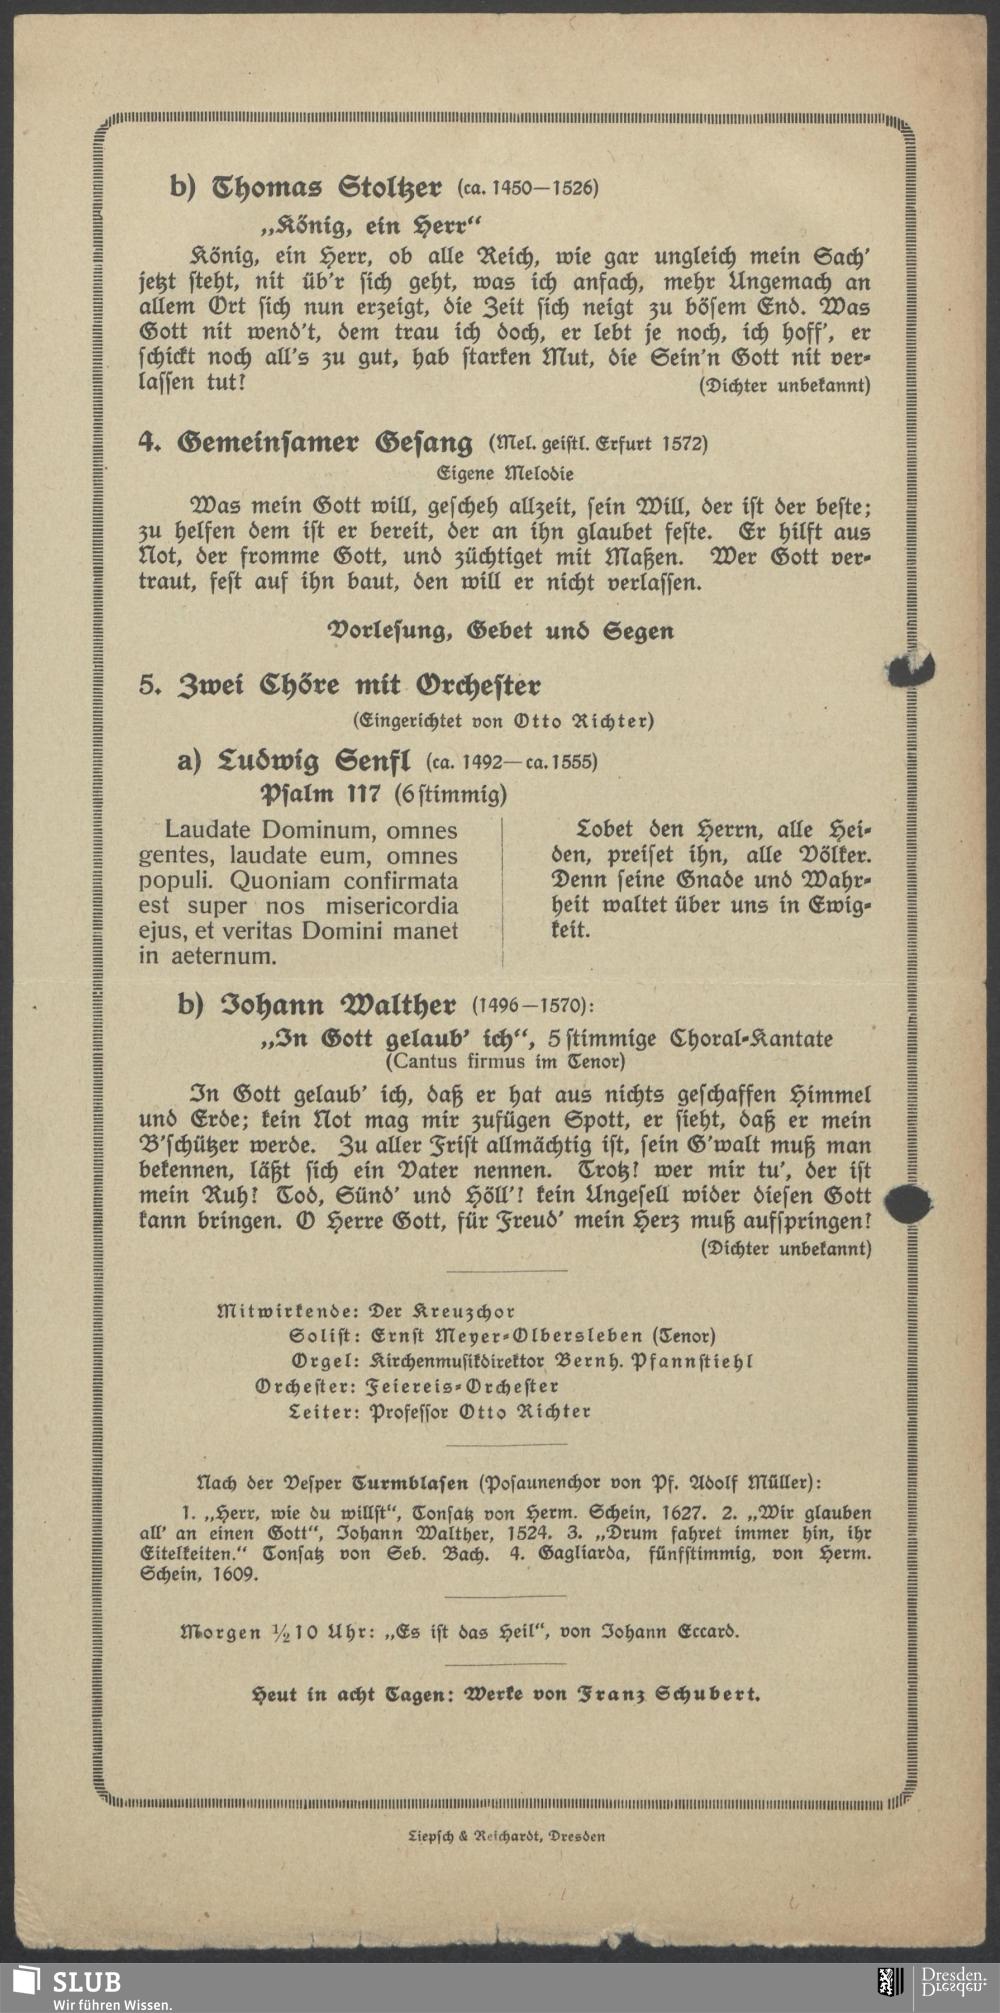 b) Thomas Stoltzer (ca. 1450—1526)
„König, ein Herr“
König, ein Herr, ob alle Reich, wie gar ungleich mein Sach’
jetzt steht, nit üb’r sich geht, was ich anfach, mehr Ungemach an
allem Ort sich nun erzeigt, die Zeit sich neigt zu bösem End. Was
Gott nit wend’t, dem trau ich doch, er lebt je noch, ich hoff’, er
schickt noch all’s zu gut, hab starken Mut, die Sein’n Gott nit ver-
lassen tut!
(Dichter unbekannt)
4. Gemeinsamer Gesang (Mel. geistl. Erfurt 1572)
Eigene Melodie
Was mein Gott will, gescheh allzeit, sein Will, der ist der beste;
zu helfen dem ist er bereit, der an ihn glaubet feste. Er hilft aus
Not, der fromme Gott, und züchtiget mit Maßen. Wer Gott ver-
traut, fest auf ihn baut, den will er nicht verlassen.
Vorlesung, Gebet und Segen
5. Zwei Chöre mit Orchester
(Eingerichtet von Otto Richter)
a) Ludwig Senfl (ca. 1492—ca. 1555)
Psalm 117 (6stimmig)
Laudate Dominum, omnes
gentes, laudate eum, omnes
populi. Quoniam confirmata
est super nos misericordia
ejus, et veritas Domini manet
in aeternum.
Lobet den Herrn, alle Hei-
den, preiset ihn, alle Völker.
Denn seine Gnade und Wahr-
heit waltet über uns in Ewig-
keit.
b) Johann Walther (1496—1570):
„In Gott gelaub’ ich“, 5stimmige Choral-Kantate
(Cantus firmus im Tenor)
In Gott gelaub’ ich, daß er hat aus nichts geschaffen Himmel
und Erde; kein Not mag mir zufügen Spott, er sieht, daß er mein
B’schützer werde. Zu aller Frist allmächtig ist, sein G’walt muß man
bekennen, läßt sich ein Vater nennen. Trotz! wer mir tu’, der ist
mein Ruh! Tod, Sünd’ und Höll’! kein Ungesell wider diesen Gott
kann bringen. O Herre Gott, für Freud’ mein Herz muß aufspringen!
(Dichter unbekannt)
Mitwirkende: Der Kreuzchor
Solist: Ernst Meyer-Olbersleben (Tenor)
Orgel: Kirchenmusikdirektor Bernh. Pfannstiehl
Orchester: Feiereis-Orchester
Leiter: Professor Otto Richter
Nach der Vesper Turmblasen (Posaunenchor von Pf. Adolf Müller):
1. „Herr, wie du willst“, Tonsatz von Herm. Schein, 1627. 2. „Wir glauben
all’ an einen Gott“, Johann Walther, 1524. 3. „Drum fahret immer hin, ihr
Eitelkeiten.“ Tonsatz von Seb. Bach. 4. Gagliarda, fünfstimmig, von Herm.
Schein, 1609.
Morgen ½10 Uhr: „Es ist das Heil“, von Johann Eccard.
Heut in acht Tagen: Werke von Franz Schubert.
Liepsch & Reichardt, Dresden
SLUB
Wir führen Wissen.
Dresden.